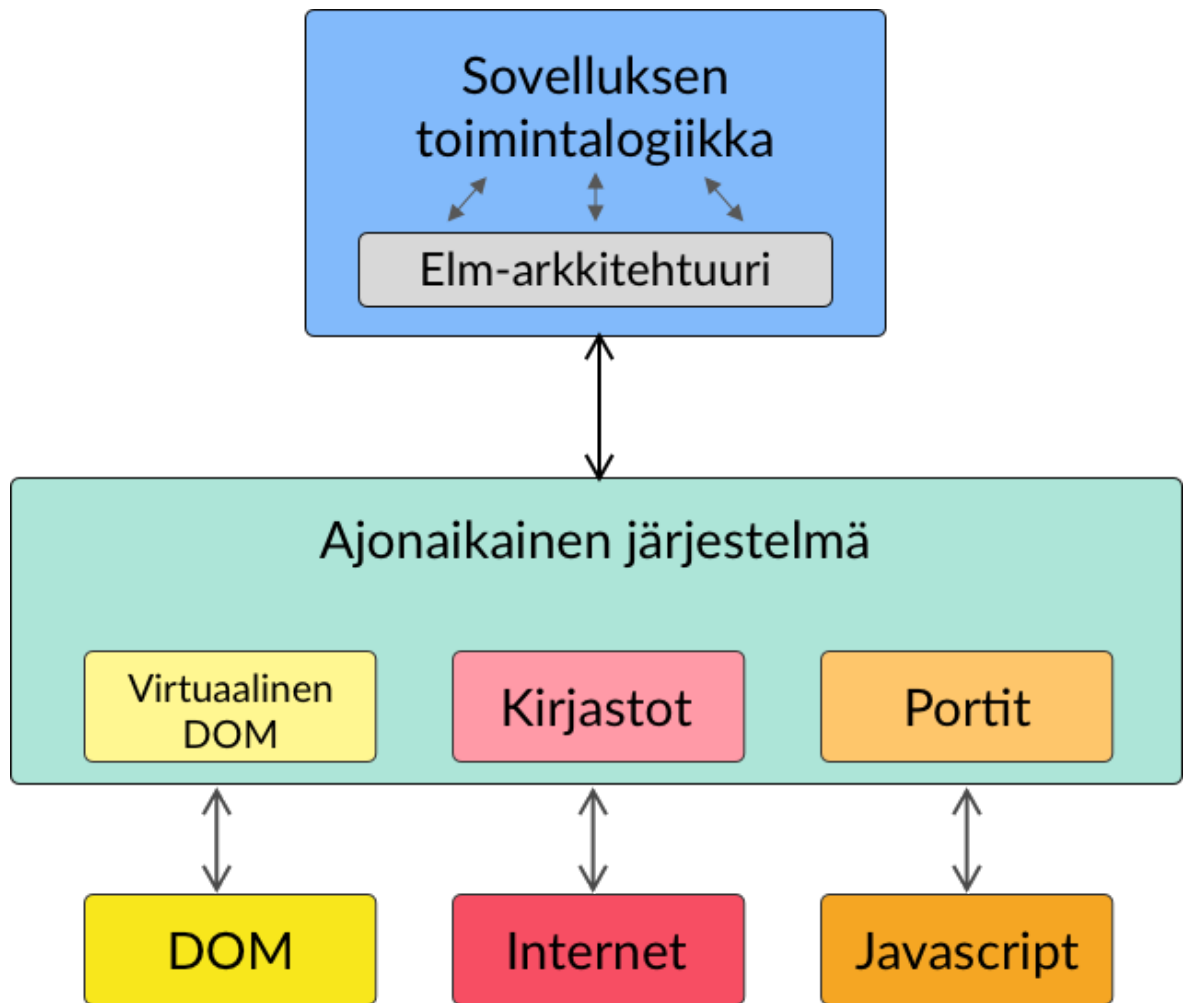 Sovelluksen
toimintalogiikka
Elm-arkkitehtuuri
Ajonaikainen järjestelmä
Virtuaalinen
DOM
Kirjastot
Portit
DOM
Internet
Javascript